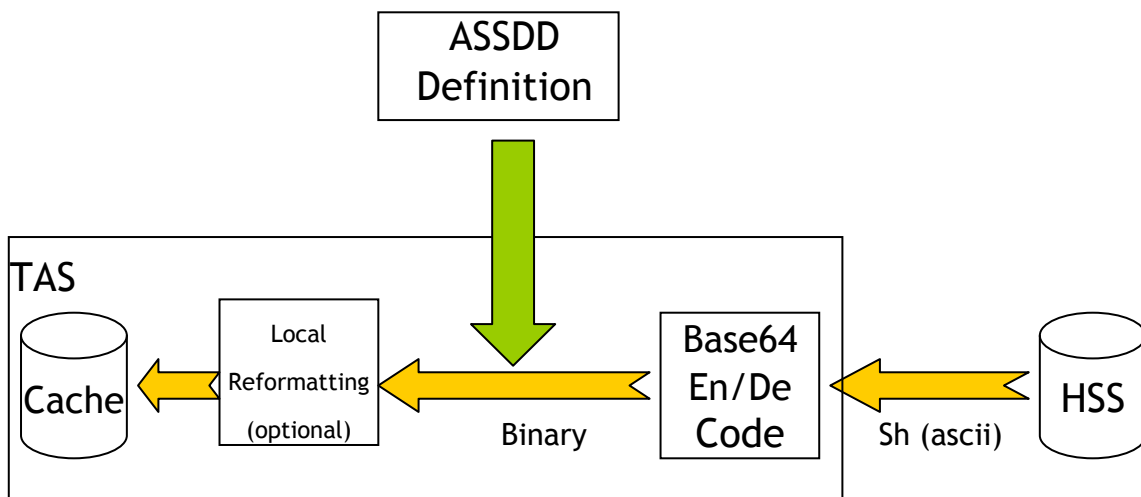 ASSDD
Definition
TAS
Cache
Local
Reformatting
(optional)
Binary
Base64
En/De
Code
Sh (ascii)
HSS